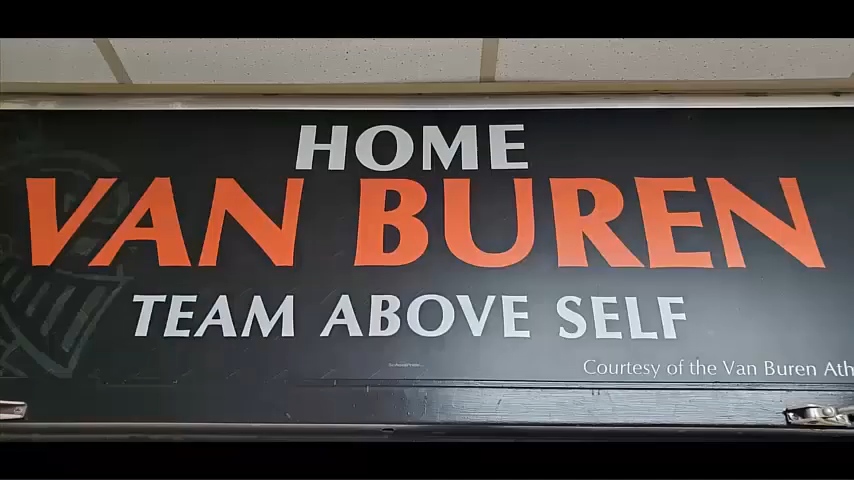 HOME
VAN BUREN
TEAM ABOVE SELF
Courtesy of the Van Buren Ath